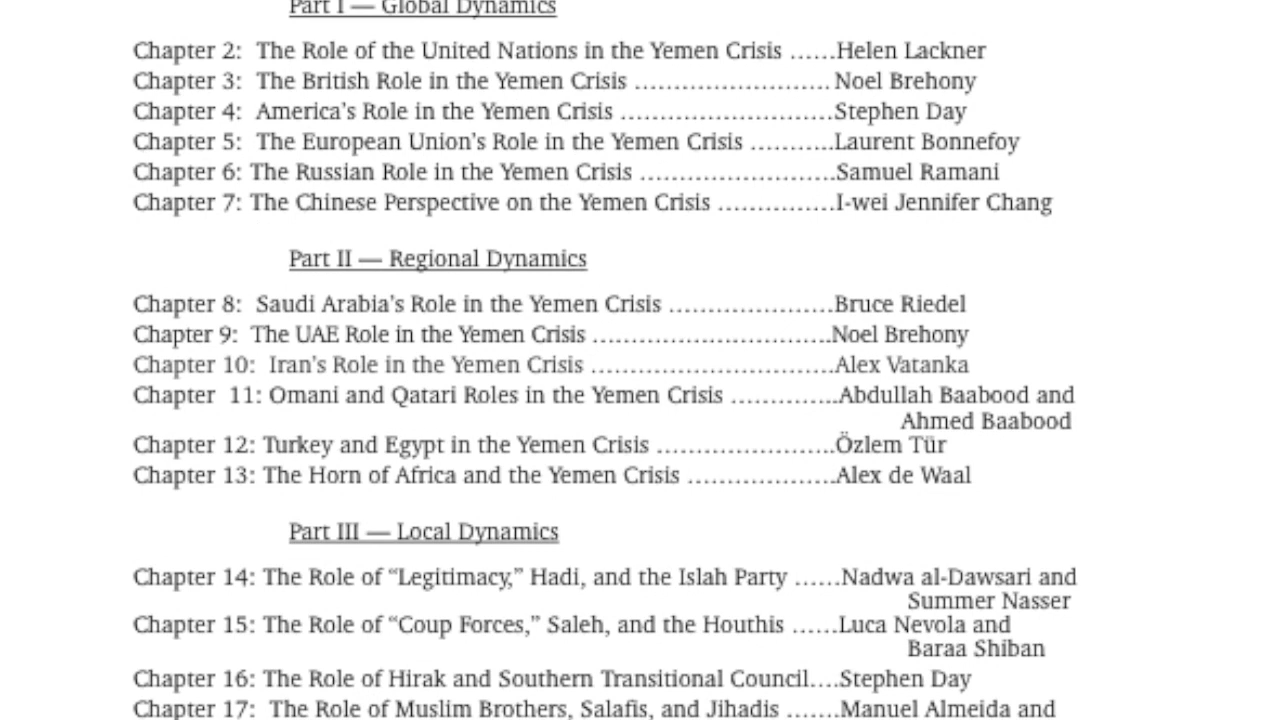 Part I — Global Dynamics
Chapter 2: The Role of the United Nations in the Yemen Crisis ......Helen Lackner
Chapter 3: The British Role in the Yemen Crisis ............................Noel Brehony
Chapter 4: America's Role in the Yemen Crisis ..............................Stephen Day
Chapter 5: The European Union's Role in the Yemen Crisis ............Laurent Bonnefoy
Chapter 6: The Russian Role in the Yemen Crisis ............................Samuel Ramani
Chapter 7: The Chinese Perspective on the Yemen Crisis .................I-wei Jennifer Chang
Part II — Regional Dynamics
Chapter 8: Saudi Arabia's Role in the Yemen Crisis ........................Bruce Riedel
Chapter 9: The UAE Role in the Yemen Crisis ..................................Noel Brehony
Chapter 10: Iran's Role in the Yemen Crisis ...................................Alex Vatanka
Chapter 11: Omani and Qatari Roles in the Yemen Crisis ...............Abdullah Baabood and
Ahmed Baabood
Chapter 12: Turkey and Egypt in the Yemen Crisis .........................Özlem Tür
Chapter 13: The Horn of Africa and the Yemen Crisis .....................Alex de Waal
Part III — Local Dynamics
Chapter 14: The Role of “Legitimacy,” Hadi, and the Islah Party ......Nadwa al-Dawsari and
Summer Nasser
Chapter 15: The Role of “Coup Forces,” Saleh, and the Houthis ......Luca Nevola and
Baraa Shiban
Chapter 16: The Role of Hirak and Southern Transitional Council....Stephen Day
Chapter 17: The Role of Muslim Brothers, Salafis, and Jihadis .......Manuel Almeida and